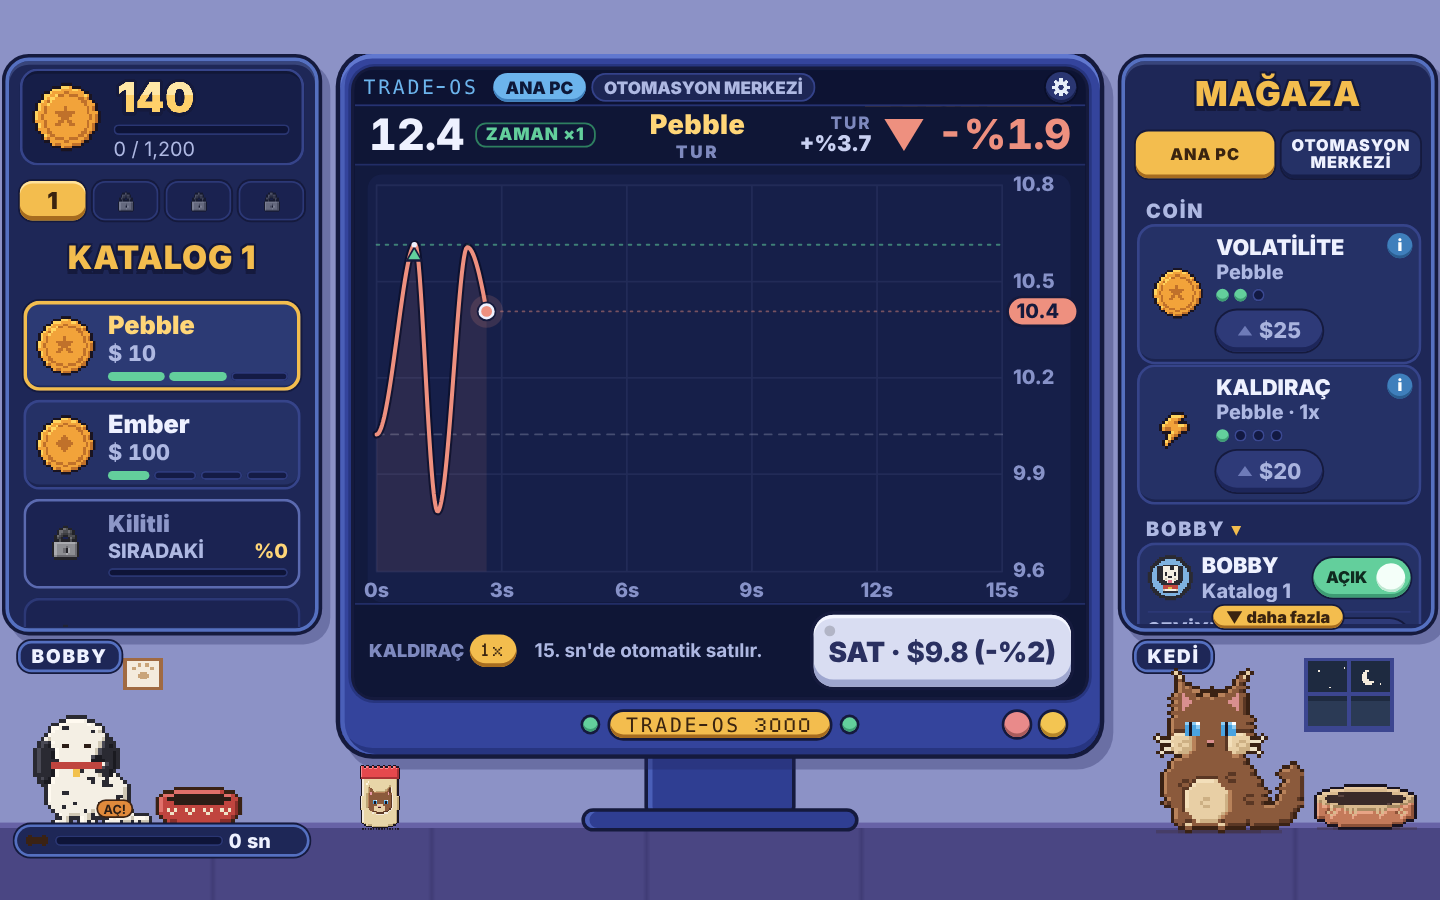 140
0 / 1,200
1
KATALOG 1
Pebble
$ 10
Ember
$ 100
Kilitli
SIRADAKİ %0
BOBBY
AÇ!
0 sn
TRADE-OS ANA PC OTOMASYON MERKEZİ
12.4 ZAMAN ×1
Pebble
TUR
TUR
+%3.7
-%1.9
10.8
10.5
10.4
10.2
9.9
9.6
0s 3s 6s 9s 12s 15s
KALDIRAÇ 1× 15. sn'de otomatik satılır.
SAT · $9.8 (-%2)
TRADE-OS 3000
MAĞAZA
ANA PC
OTOMASYON
MERKEZİ
COİN
VOLATİLİTE i
Pebble
$25
KALDIRAÇ i
Pebble · 1x
$20
BOBBY ▼
BOBBY
Katalog 1
AÇIK
▼ daha fazla
KEDİ